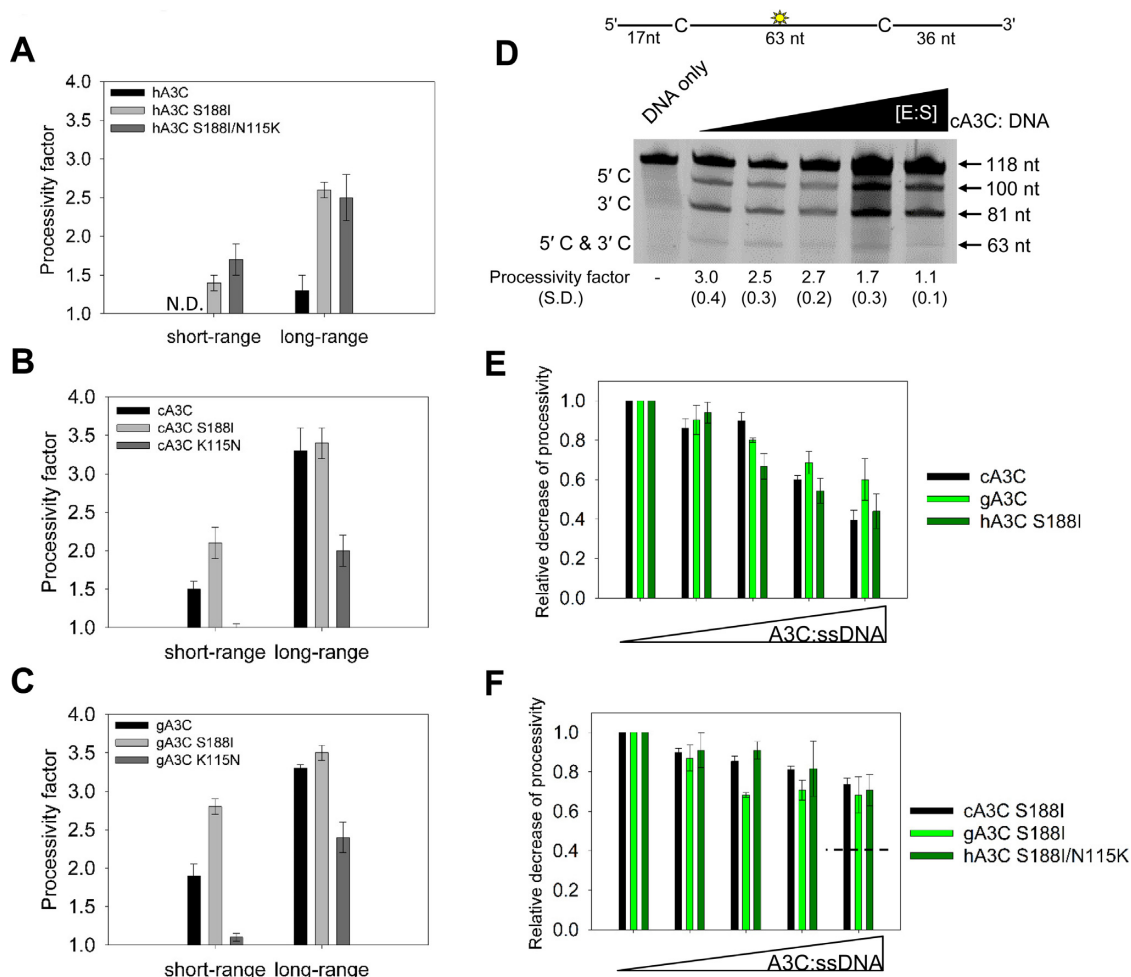 A
4.0
3.5
3.0
2.5
2.0
1.5
1.0
Processivity factor
hA3C
hA3C S188I
hA3C S188I/N115K
N.D.
short-range long-range
B
4.0
3.5
3.0
2.5
2.0
1.5
1.0
Processivity factor
cA3C
cA3C S188I
cA3C K115N
short-range long-range
C
4.0
3.5
3.0
2.5
2.0
1.5
1.0
Processivity factor
gA3C
gA3C S188I
gA3C K115N
short-range long-range
D
5' C C 3'
17nt 63 nt 36 nt
DNA only
[E:S]
cA3C: DNA
118 nt
5′ C
100 nt
3′ C
81 nt
5′ C & 3′ C
63 nt
Processivity factor - 3.0 2.5 2.7 1.7 1.1
(S.D.) (0.4) (0.3) (0.2) (0.3) (0.1)
E
Relative decrease of processivity
1.0
0.8
0.6
0.4
0.2
0.0
cA3C
gA3C
hA3C S188I
A3C:ssDNA
F
Relative decrease of processivity
1.0
0.8
0.6
0.4
0.2
0.0
cA3C S188I
gA3C S188I
hA3C S188I/N115K
A3C:ssDNA